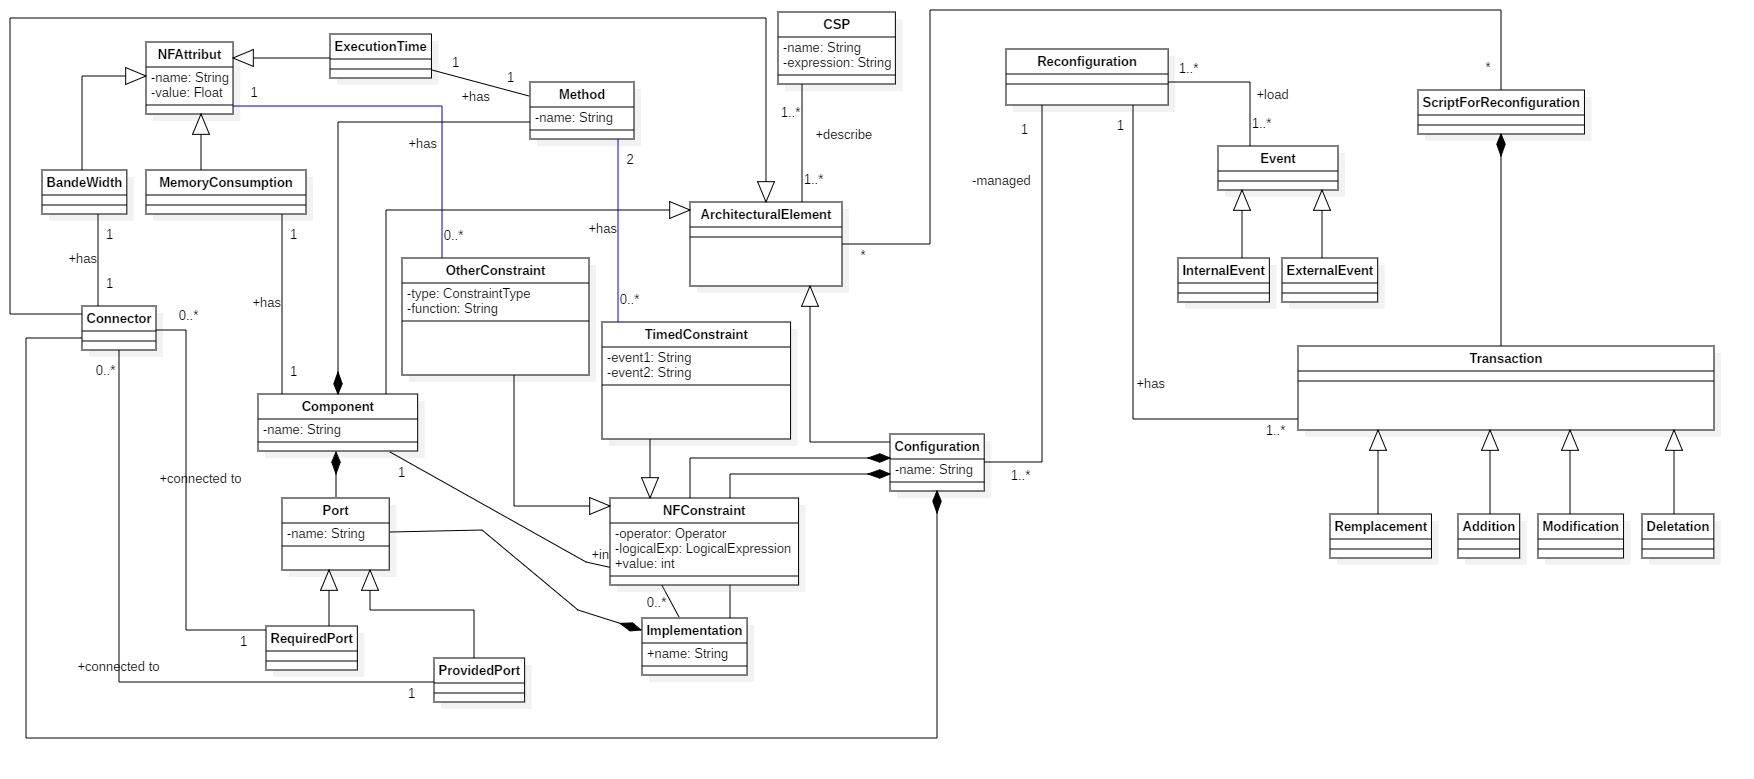 CSP
-name: String
-expression: String
NFAttribut
-name: String
-value: Float
ExecutionTime
1
1
+has
Method
-name: String
1
+has
2
+has
0..*
0..*
1..*
+describe
1..*
Reconfiguration
1..*
+load
1..*
*
ScriptForReconfiguration
1
1
-managed
Event
InternalEvent
ExternalEvent
BandeWidth
MemoryConsumption
ArchitecturalElement
*
1
+has
1
1
+has
1
OtherConstraint
-type: ConstraintType
-function: String
TimedConstraint
-event1: String
-event2: String
Connector
0..*
0..*
Transaction
+has
1..*
Component
-name: String
1
Configuration
-name: String
1..*
+connected to
Port
-name: String
+in
NFConstraint
-operator: Operator
-logicalExp: LogicalExpression
+value: int
Remplacement
Addition
Modification
Deletation
0..*
Implementation
+name: String
1
RequiredPort
+connected to
ProvidedPort
1